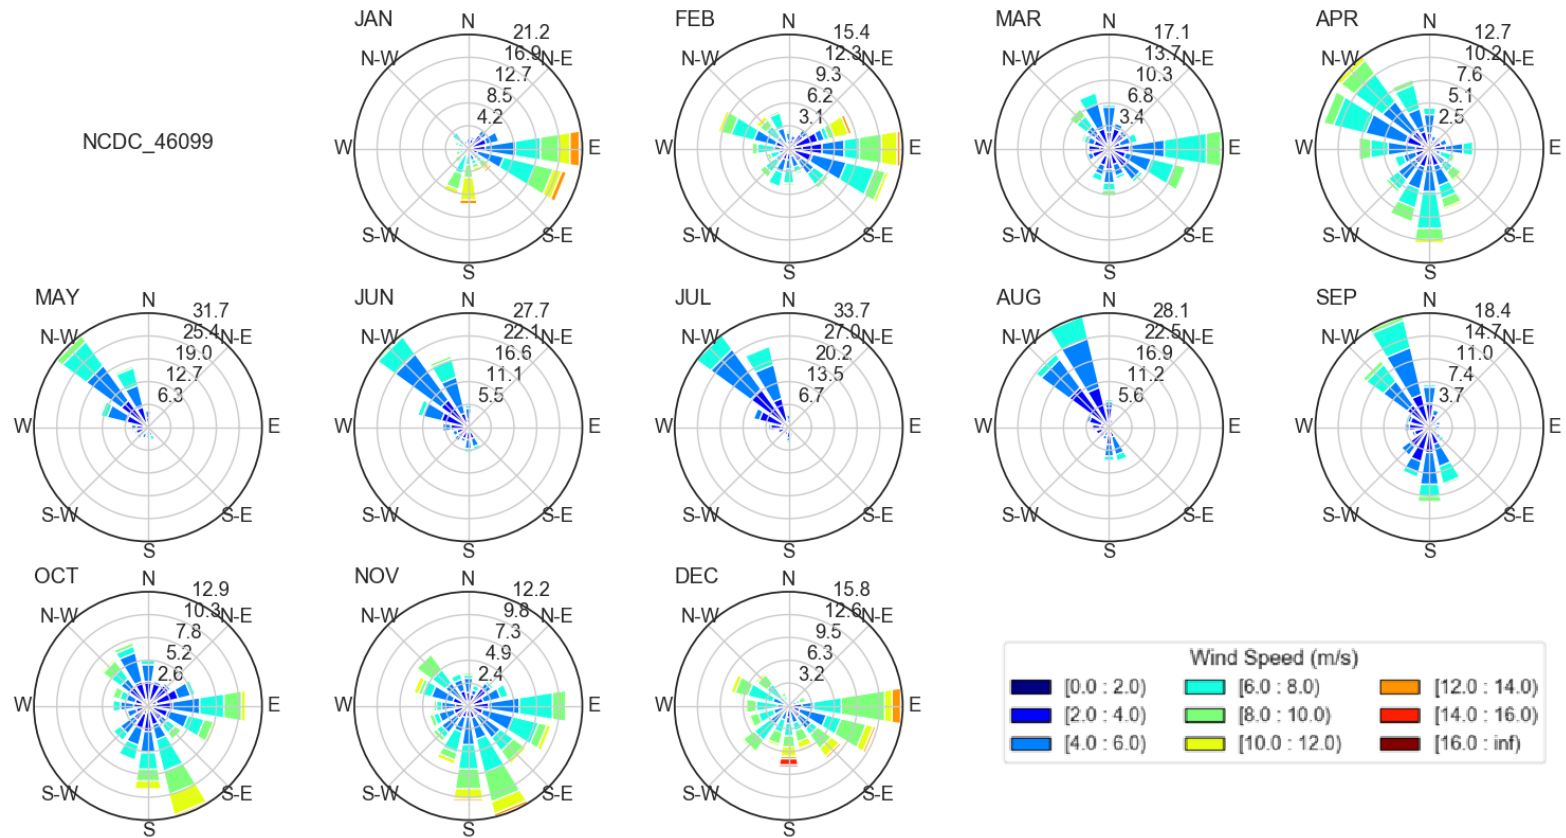 NCDC_46099
JAN
N
21.2
16.9
12.7
8.5
4.2
N-W
N-E
W
E
S-W
S-E
S
FEB
N
15.4
12.3
9.3
6.2
3.1
N-W
N-E
W
E
S-W
S-E
S
MAR
N
17.1
13.7
10.3
6.8
3.4
N-W
N-E
W
E
S-W
S-E
S
APR
N
12.7
10.2
7.6
5.1
2.5
N-W
N-E
W
E
S-W
S-E
S
MAY
N
31.7
25.4
19.0
12.7
6.3
N-W
N-E
W
E
S-W
S-E
S
JUN
N
27.7
22.1
16.6
11.1
5.5
N-W
N-E
W
E
S-W
S-E
S
JUL
N
33.7
27.0
20.2
13.5
6.7
N-W
N-E
W
E
S-W
S-E
S
AUG
N
28.1
22.5
16.9
11.2
5.6
N-W
N-E
W
E
S-W
S-E
S
SEP
N
18.4
14.7
11.0
7.4
3.7
N-W
N-E
W
E
S-W
S-E
S
OCT
N
12.9
10.3
7.8
5.2
2.6
N-W
N-E
W
E
S-W
S-E
S
NOV
N
12.2
9.8
7.3
4.9
2.4
N-W
N-E
W
E
S-W
S-E
S
DEC
N
15.8
12.6
9.5
6.3
3.2
N-W
N-E
W
E
S-W
S-E
S
Wind Speed (m/s)
[0.0 : 2.0) [6.0 : 8.0) [12.0 : 14.0)
[2.0 : 4.0) [8.0 : 10.0) [14.0 : 16.0)
[4.0 : 6.0) [10.0 : 12.0) [16.0 : inf)